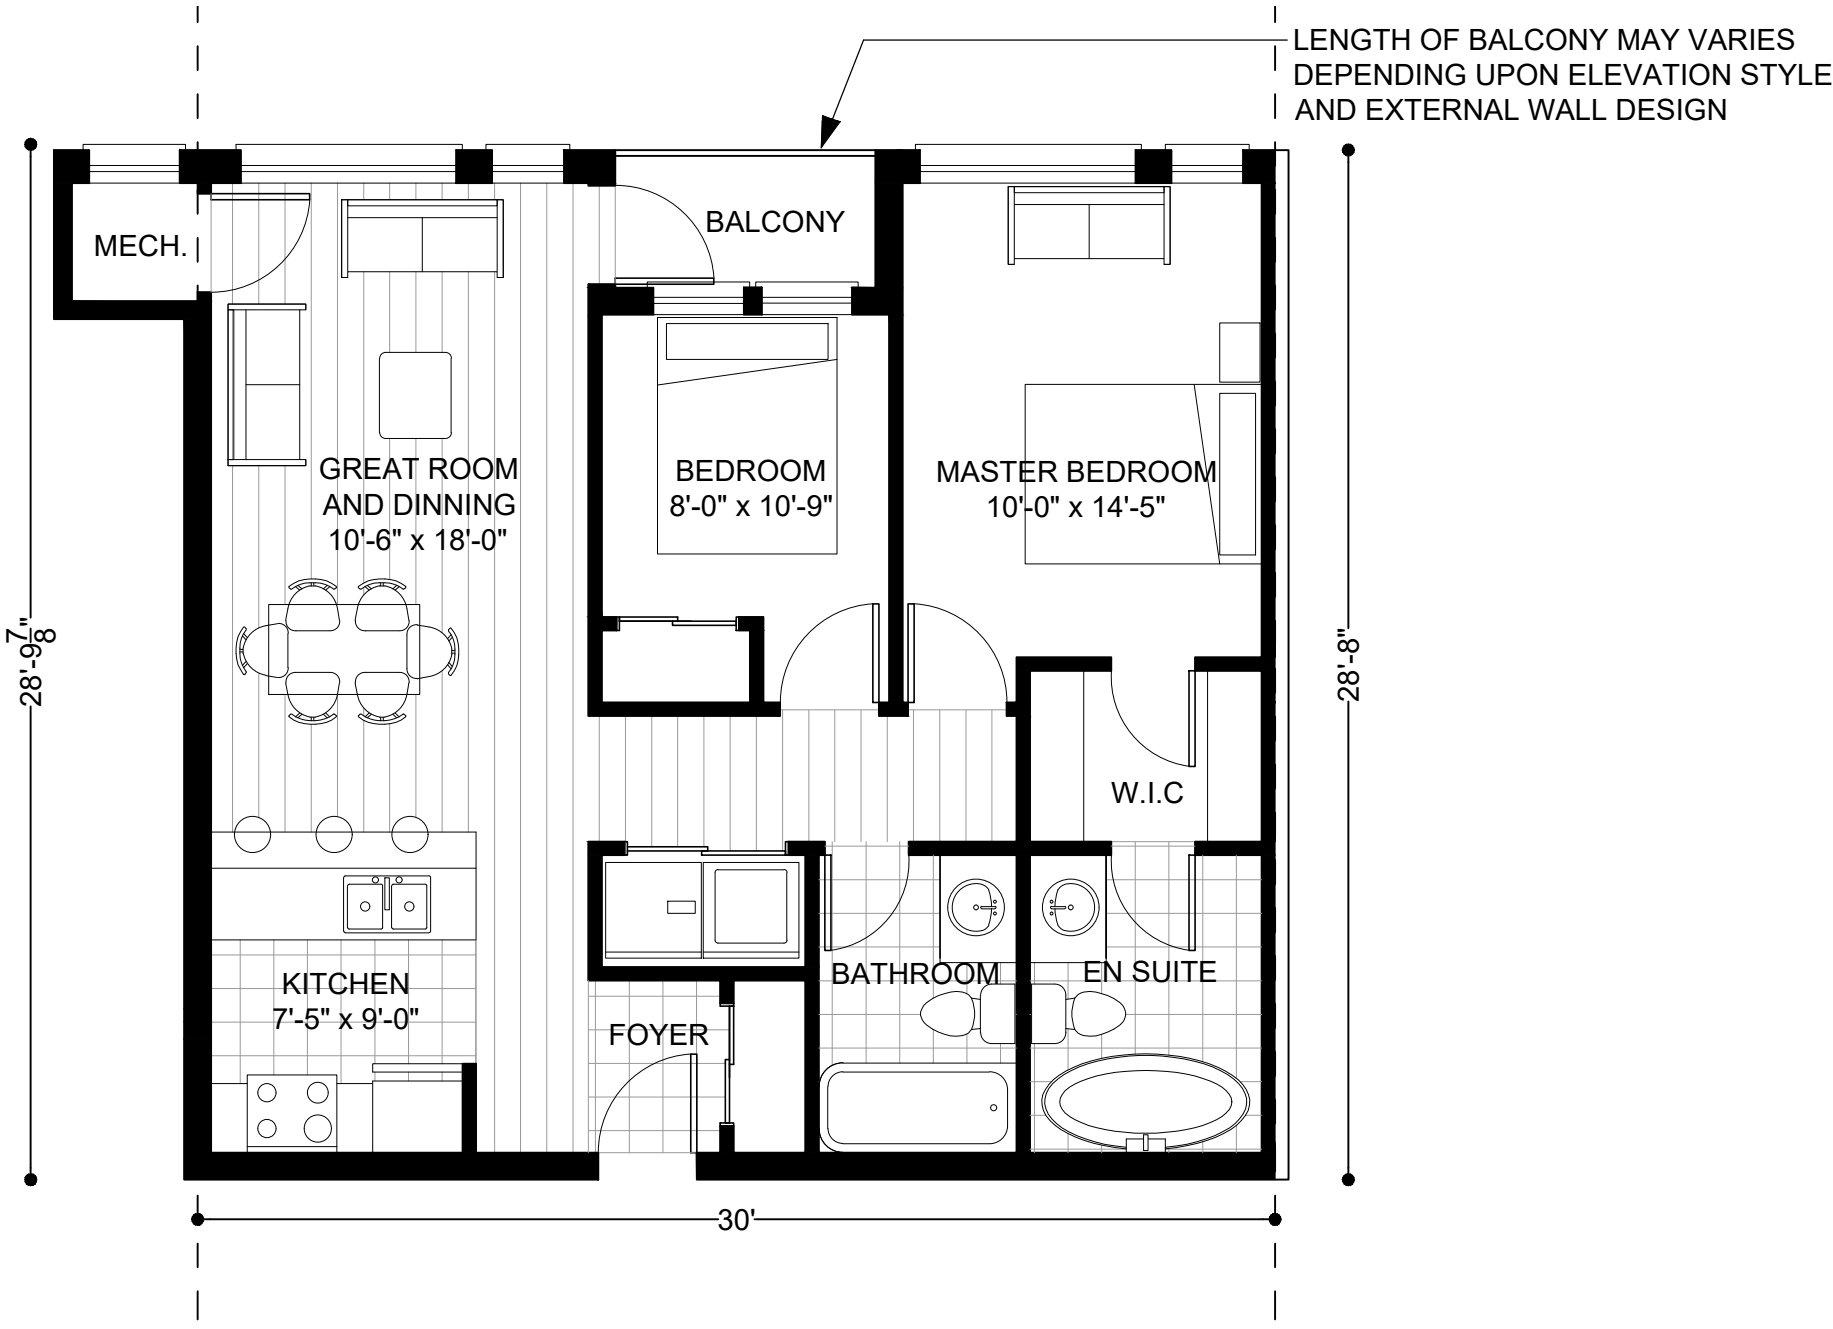 LENGTH OF BALCONY MAY VARIES
DEPENDING UPON ELEVATION STYLE
AND EXTERNAL WALL DESIGN
MECH.
BALCONY
GREAT ROOM
AND DINNING
10'-6" x 18'-0"
BEDROOM
8'-0" x 10'-9"
MASTER BEDROOM
10'-0" x 14'-5"
28'-9 7/8"
28'-8"
W.I.C
KITCHEN
7'-5" x 9'-0"
FOYER
BATHROOM
EN SUITE
30'